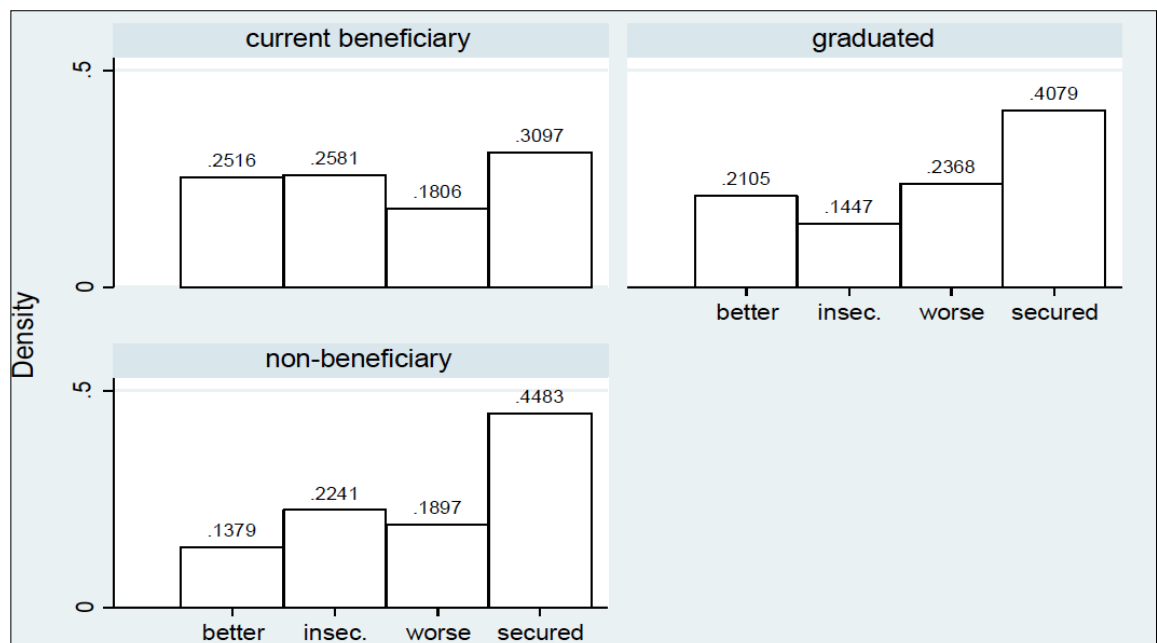 current beneficiary
graduated
.5
0
.2516
.2581
.1806
.3097
.2105
.1447
.2368
.4079
better insec. worse secured
Density
non-beneficiary
.5
0
.1379
.2241
.1897
.4483
better insec. worse secured